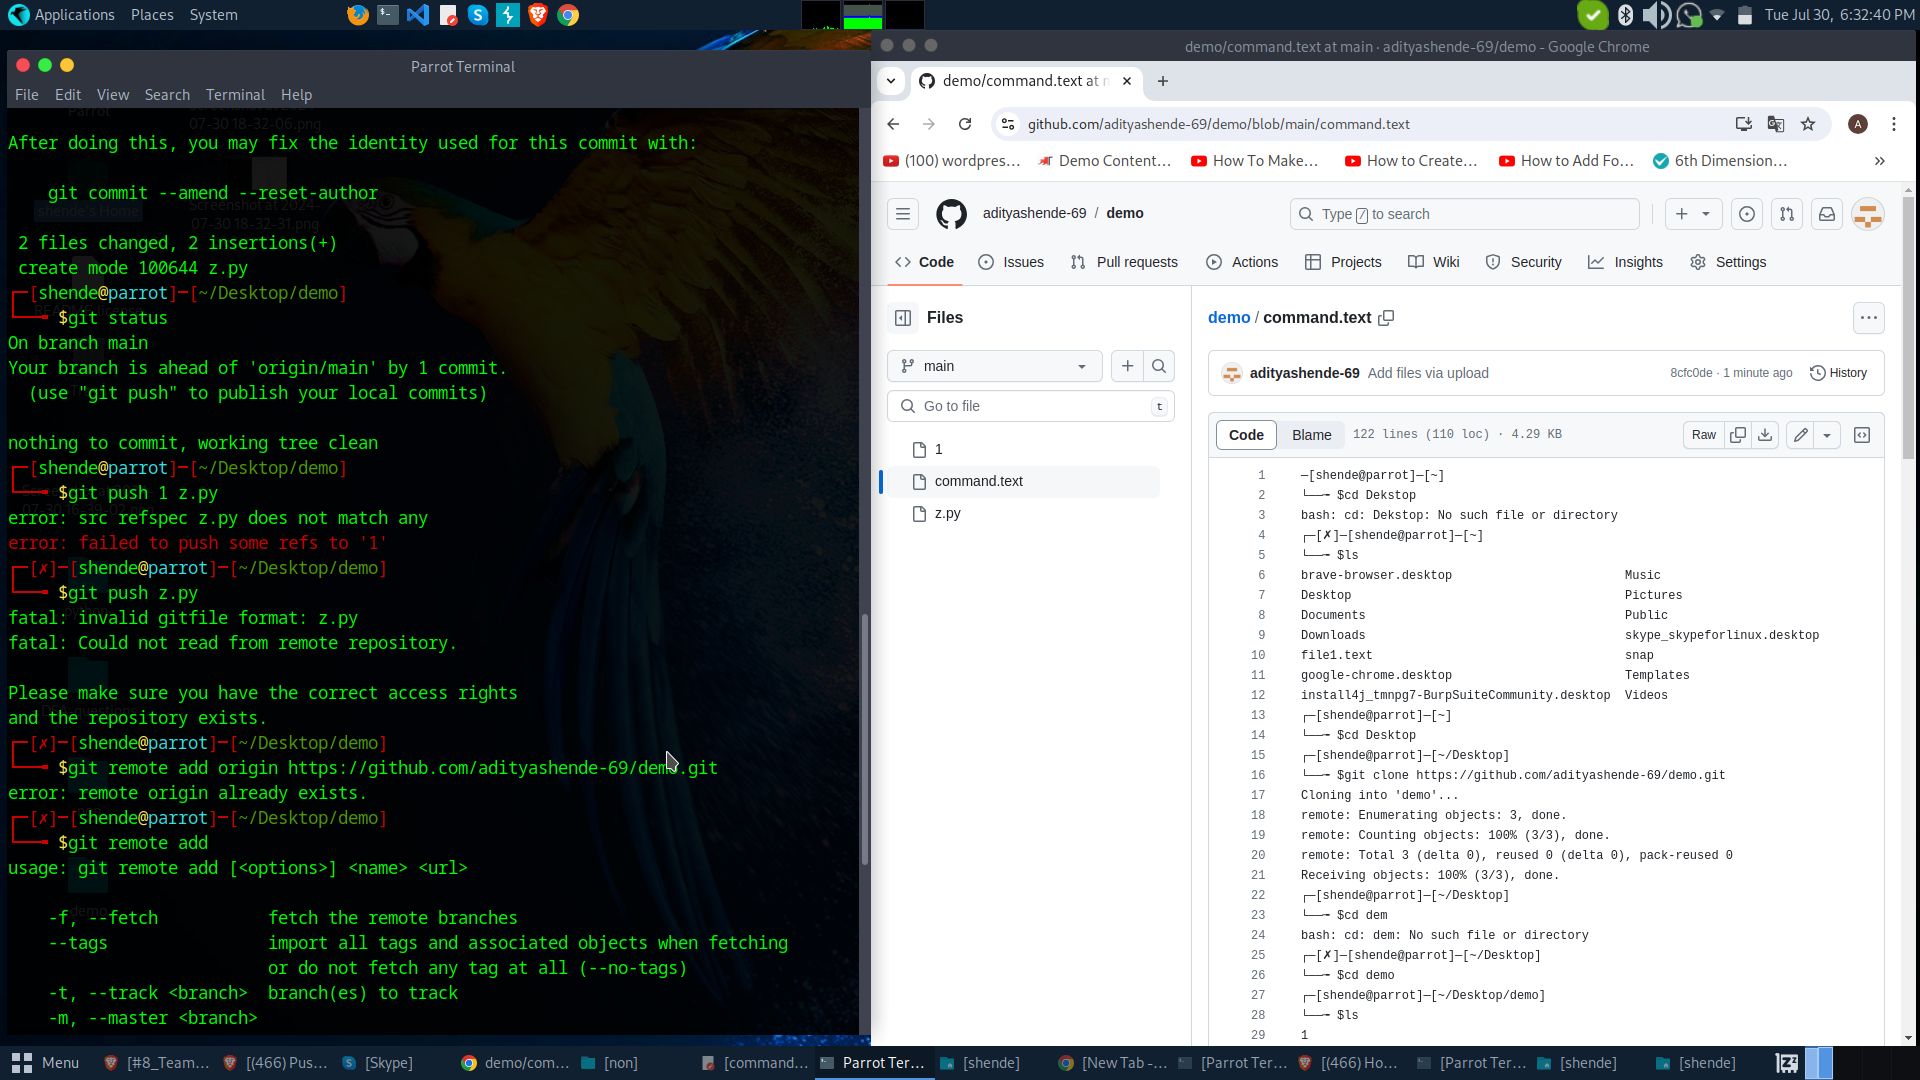 Applications Places System
Tue Jul 30, 6:32:40 PM
Parrot Terminal
File Edit View Search Terminal Help
After doing this, you may fix the identity used for this commit with:
git commit --amend --reset-author
2 files changed, 2 insertions(+)
create mode 100644 z.py
[shende@parrot]─[~/Desktop/demo]
$git status
On branch main
Your branch is ahead of 'origin/main' by 1 commit.
(use "git push" to publish your local commits)
nothing to commit, working tree clean
[shende@parrot]─[~/Desktop/demo]
$git push 1 z.py
error: src refspec z.py does not match any
error: failed to push some refs to '1'
[✗]─[shende@parrot]─[~/Desktop/demo]
$git push z.py
fatal: invalid gitfile format: z.py
fatal: Could not read from remote repository.
Please make sure you have the correct access rights
and the repository exists.
[✗]─[shende@parrot]─[~/Desktop/demo]
$git remote add origin https://github.com/adityashende-69/demo.git
error: remote origin already exists.
[✗]─[shende@parrot]─[~/Desktop/demo]
$git remote add
usage: git remote add [<options>] <name> <url>
-f, --fetch fetch the remote branches
--tags import all tags and associated objects when fetching
or do not fetch any tag at all (--no-tags)
-t, --track <branch> branch(es) to track
-m, --master <branch>
demo/command.text at main · adityashende-69/demo - Google Chrome
demo/command.text at
github.com/adityashende-69/demo/blob/main/command.text
A
(100) wordpres... Demo Content... How To Make... How to Create... How to Add Fo... 6th Dimension... »
adityashende-69 / demo
Type / to search
Code Issues Pull requests Actions Projects Wiki Security Insights Settings
Files
main
Go to file t
1
command.text
z.py
demo / command.text
adityashende-69 Add files via upload 8cfc0de · 1 minute ago History
Code Blame 122 lines (110 loc) · 4.29 KB Raw
1 ─[shende@parrot]─[~]
2 └──╼ $cd Dekstop
3 bash: cd: Dekstop: No such file or directory
4 ┌─[✗]─[shende@parrot]─[~]
5 └──╼ $ls
6 brave-browser.desktop Music
7 Desktop Pictures
8 Documents Public
9 Downloads skype_skypeforlinux.desktop
10 file1.text snap
11 google-chrome.desktop Templates
12 install4j_tmnpg7-BurpSuiteCommunity.desktop Videos
13 ┌─[shende@parrot]─[~]
14 └──╼ $cd Desktop
15 ┌─[shende@parrot]─[~/Desktop]
16 └──╼ $git clone https://github.com/adityashende-69/demo.git
17 Cloning into 'demo'...
18 remote: Enumerating objects: 3, done.
19 remote: Counting objects: 100% (3/3), done.
20 remote: Total 3 (delta 0), reused 0 (delta 0), pack-reused 0
21 Receiving objects: 100% (3/3), done.
22 ┌─[shende@parrot]─[~/Desktop]
23 └──╼ $cd dem
24 bash: cd: dem: No such file or directory
25 ┌─[✗]─[shende@parrot]─[~/Desktop]
26 └──╼ $cd demo
27 ┌─[shende@parrot]─[~/Desktop/demo]
28 └──╼ $ls
29 1
Menu [#8_Team... [(466) Pus... [Skype] demo/com... [non] [command... Parrot Ter... [shende] [New Tab -... [Parrot Ter... [(466) Ho... [Parrot Ter... [shende] [shende]